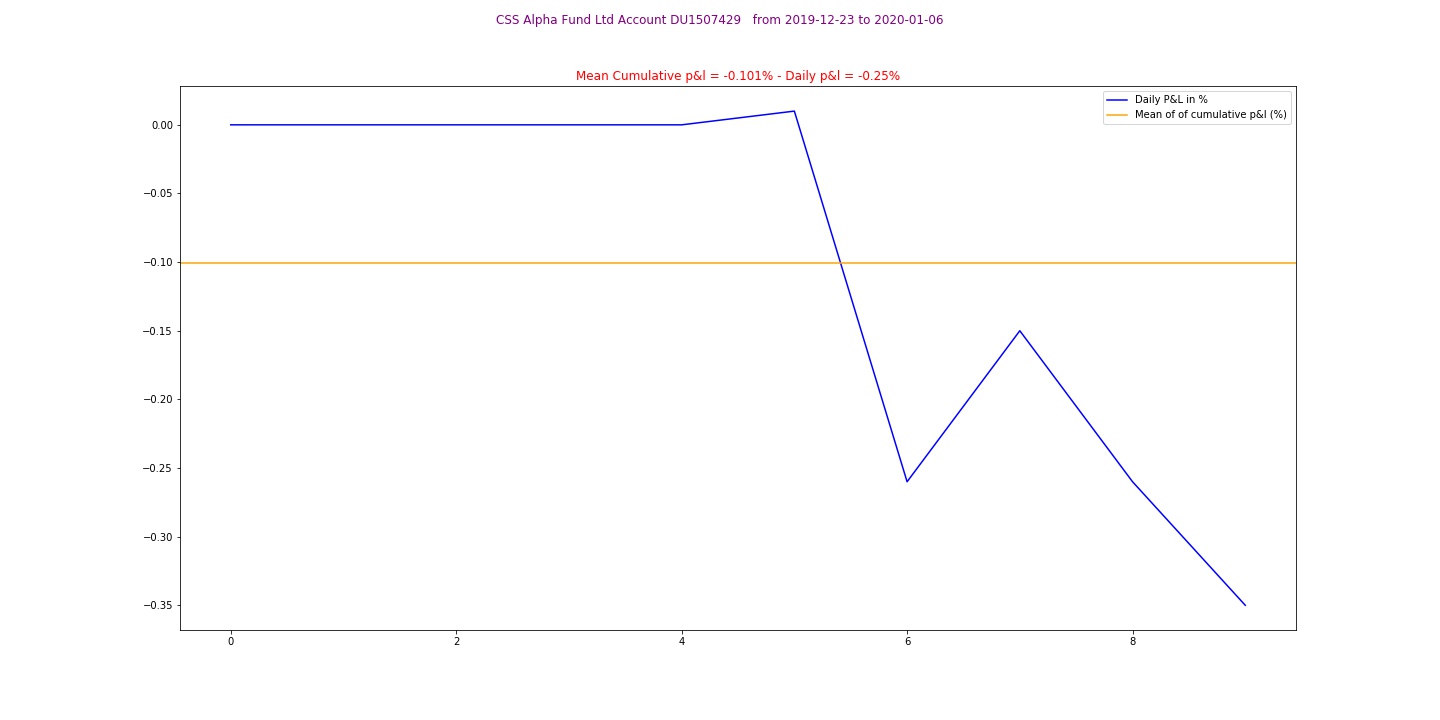 CSS Alpha Fund Ltd Account DU1507429   from 2019-12-23 to 2020-01-06
Mean Cumulative p&l = -0.101% - Daily p&l = -0.25%
Daily P&L in %
Mean of of cumulative p&l (%)
0.00
−0.05
−0.10
−0.15
−0.20
−0.25
−0.30
−0.35
0 2 4 6 8